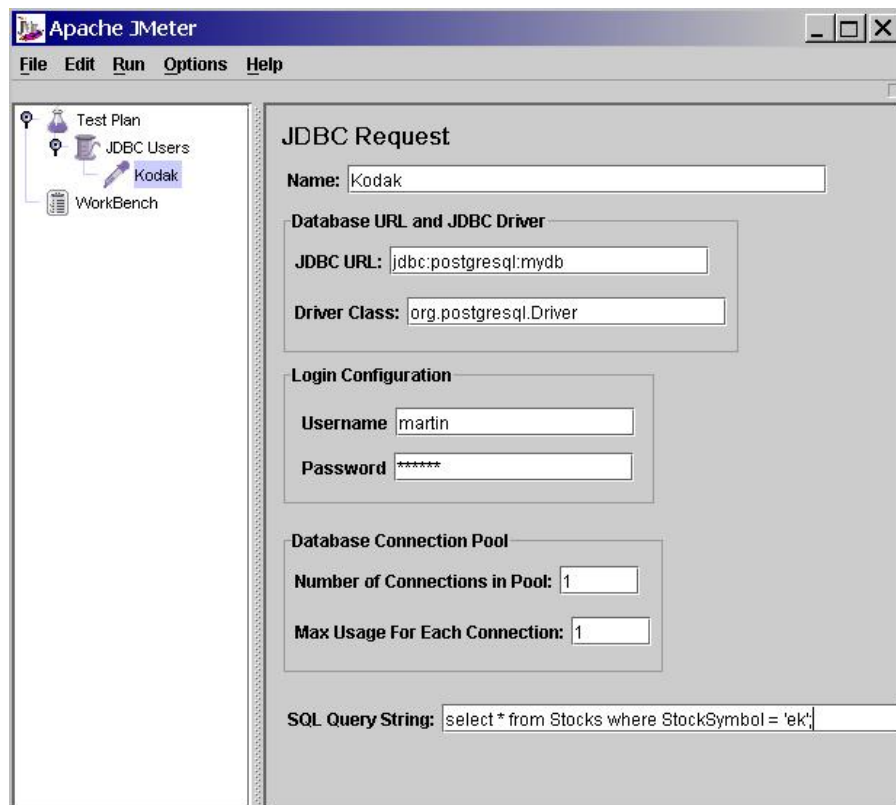 Apache JMeter
File Edit Run Options Help
Test Plan
JDBC Users
Kodak
WorkBench
JDBC Request
Name: Kodak
Database URL and JDBC Driver
JDBC URL: jdbc:postgresql:mydb
Driver Class: org.postgresql.Driver
Login Configuration
Username martin
Password ******
Database Connection Pool
Number of Connections in Pool: 1
Max Usage For Each Connection: 1
SQL Query String: select * from Stocks where StockSymbol = 'ek';